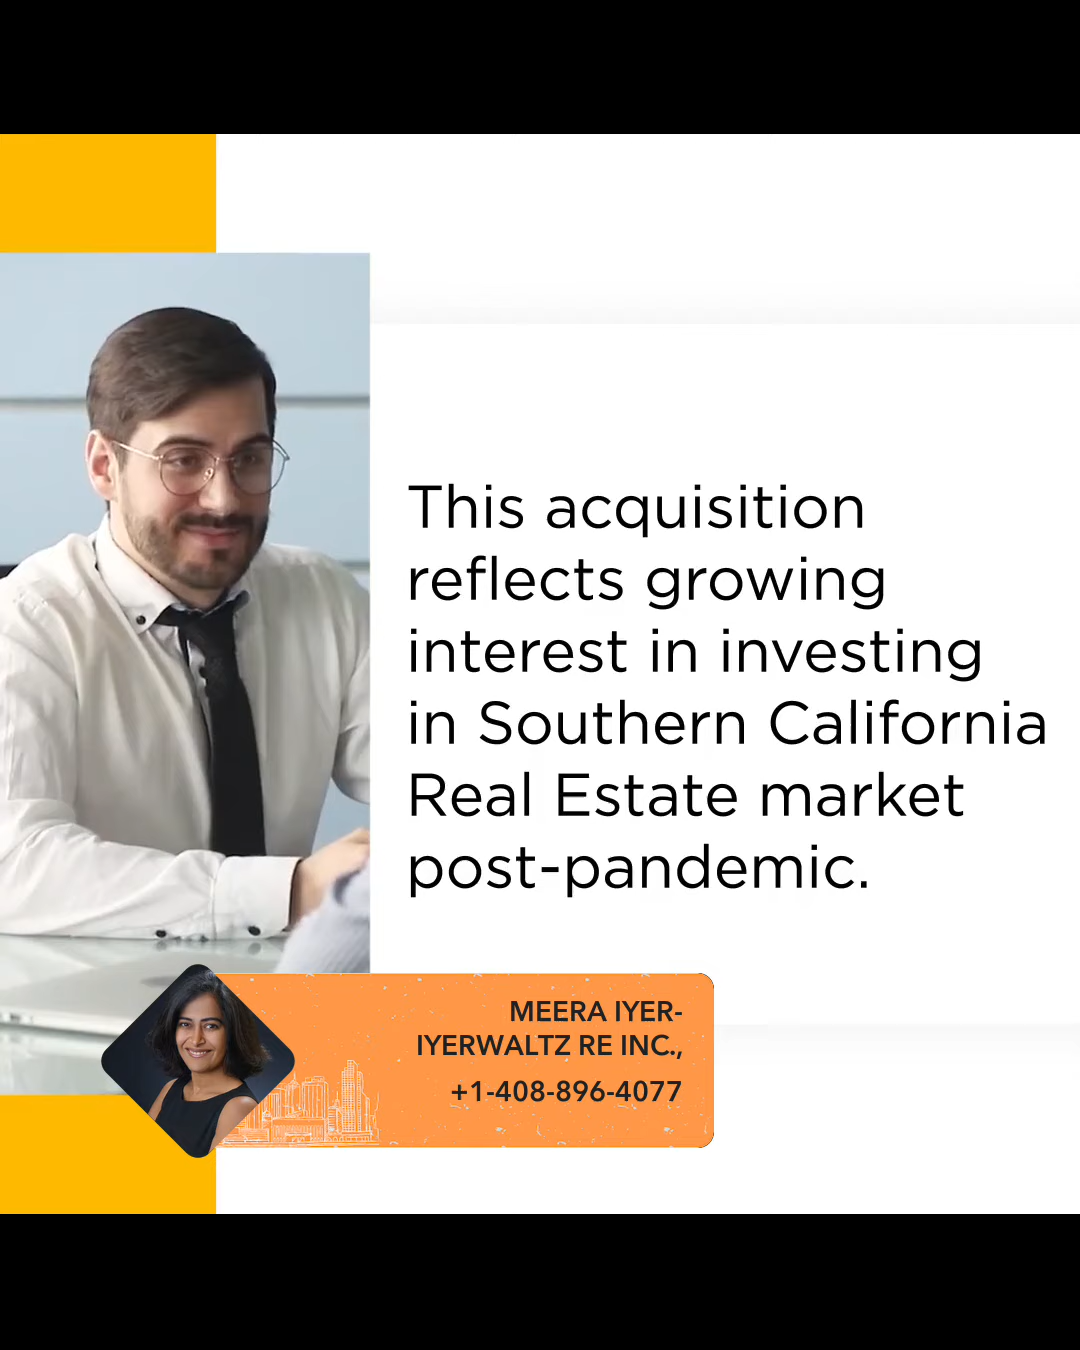 This acquisition
reflects growing
interest in investing
in Southern California
Real Estate market
post-pandemic.
MEERA IYER-
IYERWALTZ RE INC.,
+1-408-896-4077